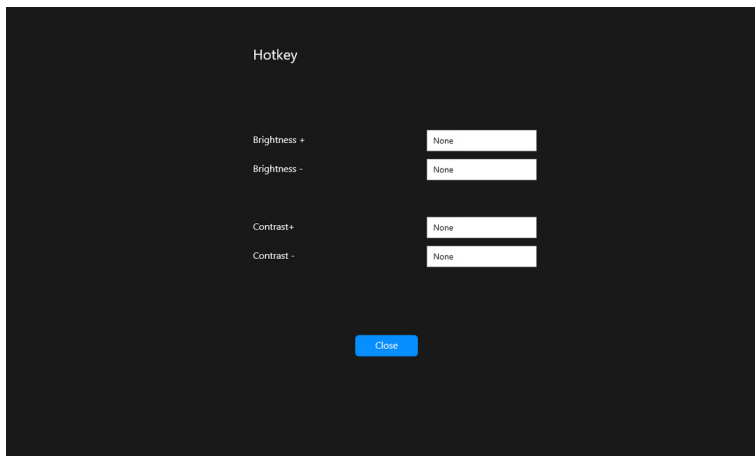 Hotkey
Brightness + None
Brightness - None
Contrast+ None
Contrast - None
Close